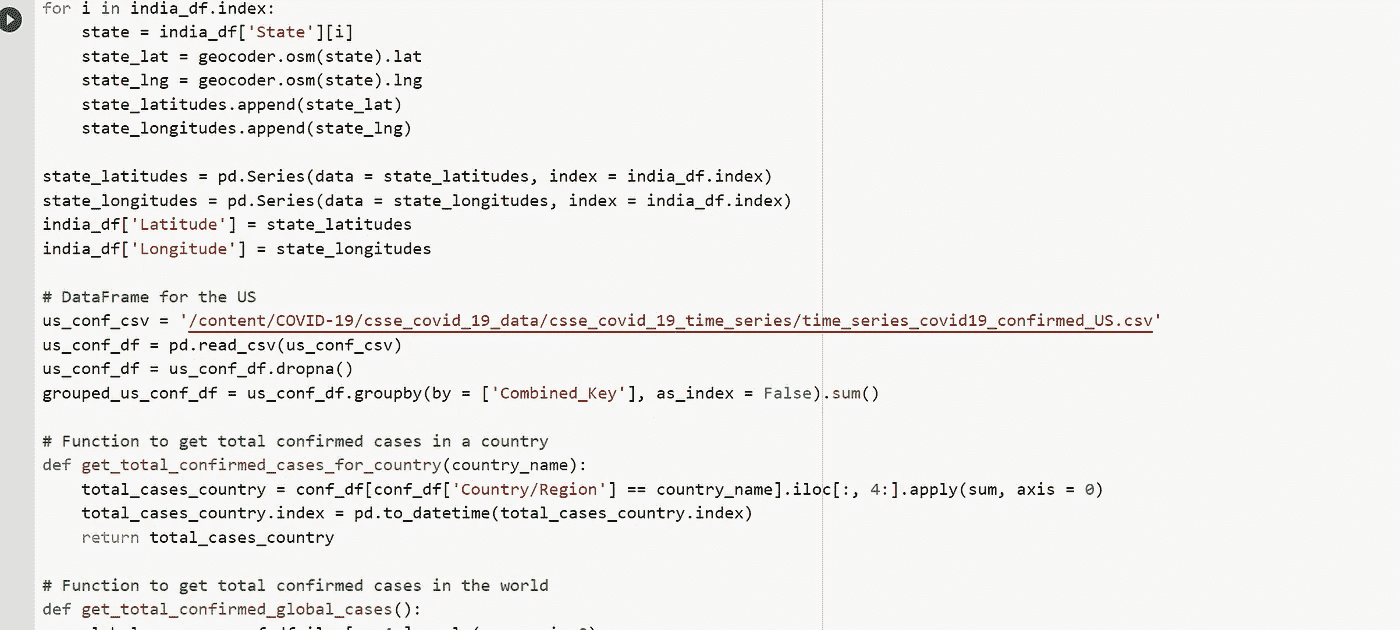 for i in india_df.index:
    state = india_df['State'][i]
    state_lat = geocoder.osm(state).lat
    state_lng = geocoder.osm(state).lng
    state_latitudes.append(state_lat)
    state_longitudes.append(state_lng)
state_latitudes = pd.Series(data = state_latitudes, index = india_df.index)
state_longitudes = pd.Series(data = state_longitudes, index = india_df.index)
india_df['Latitude'] = state_latitudes
india_df['Longitude'] = state_longitudes
# DataFrame for the US
us_conf_csv = '/content/COVID-19/csse_covid_19_data/csse_covid_19_time_series/time_series_covid19_confirmed_US.csv'
us_conf_df = pd.read_csv(us_conf_csv)
us_conf_df = us_conf_df.dropna()
grouped_us_conf_df = us_conf_df.groupby(by = ['Combined_Key'], as_index = False).sum()
# Function to get total confirmed cases in a country
def get_total_confirmed_cases_for_country(country_name):
    total_cases_country = conf_df[conf_df['Country/Region'] == country_name].iloc[:, 4:].apply(sum, axis = 0)
    total_cases_country.index = pd.to_datetime(total_cases_country.index)
    return total_cases_country
# Function to get total confirmed cases in the world
def get_total_confirmed_global_cases():